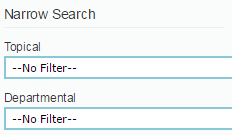 Narrow Search
Topical
--No Filter--
Departmental
--No Filter--